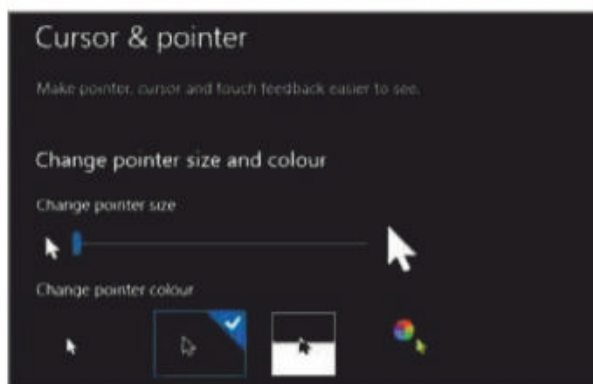 Cursor & pointer
Make pointer, cursor and touch feedback easier to see.
Change pointer size and colour
Change pointer size
Change pointer colour